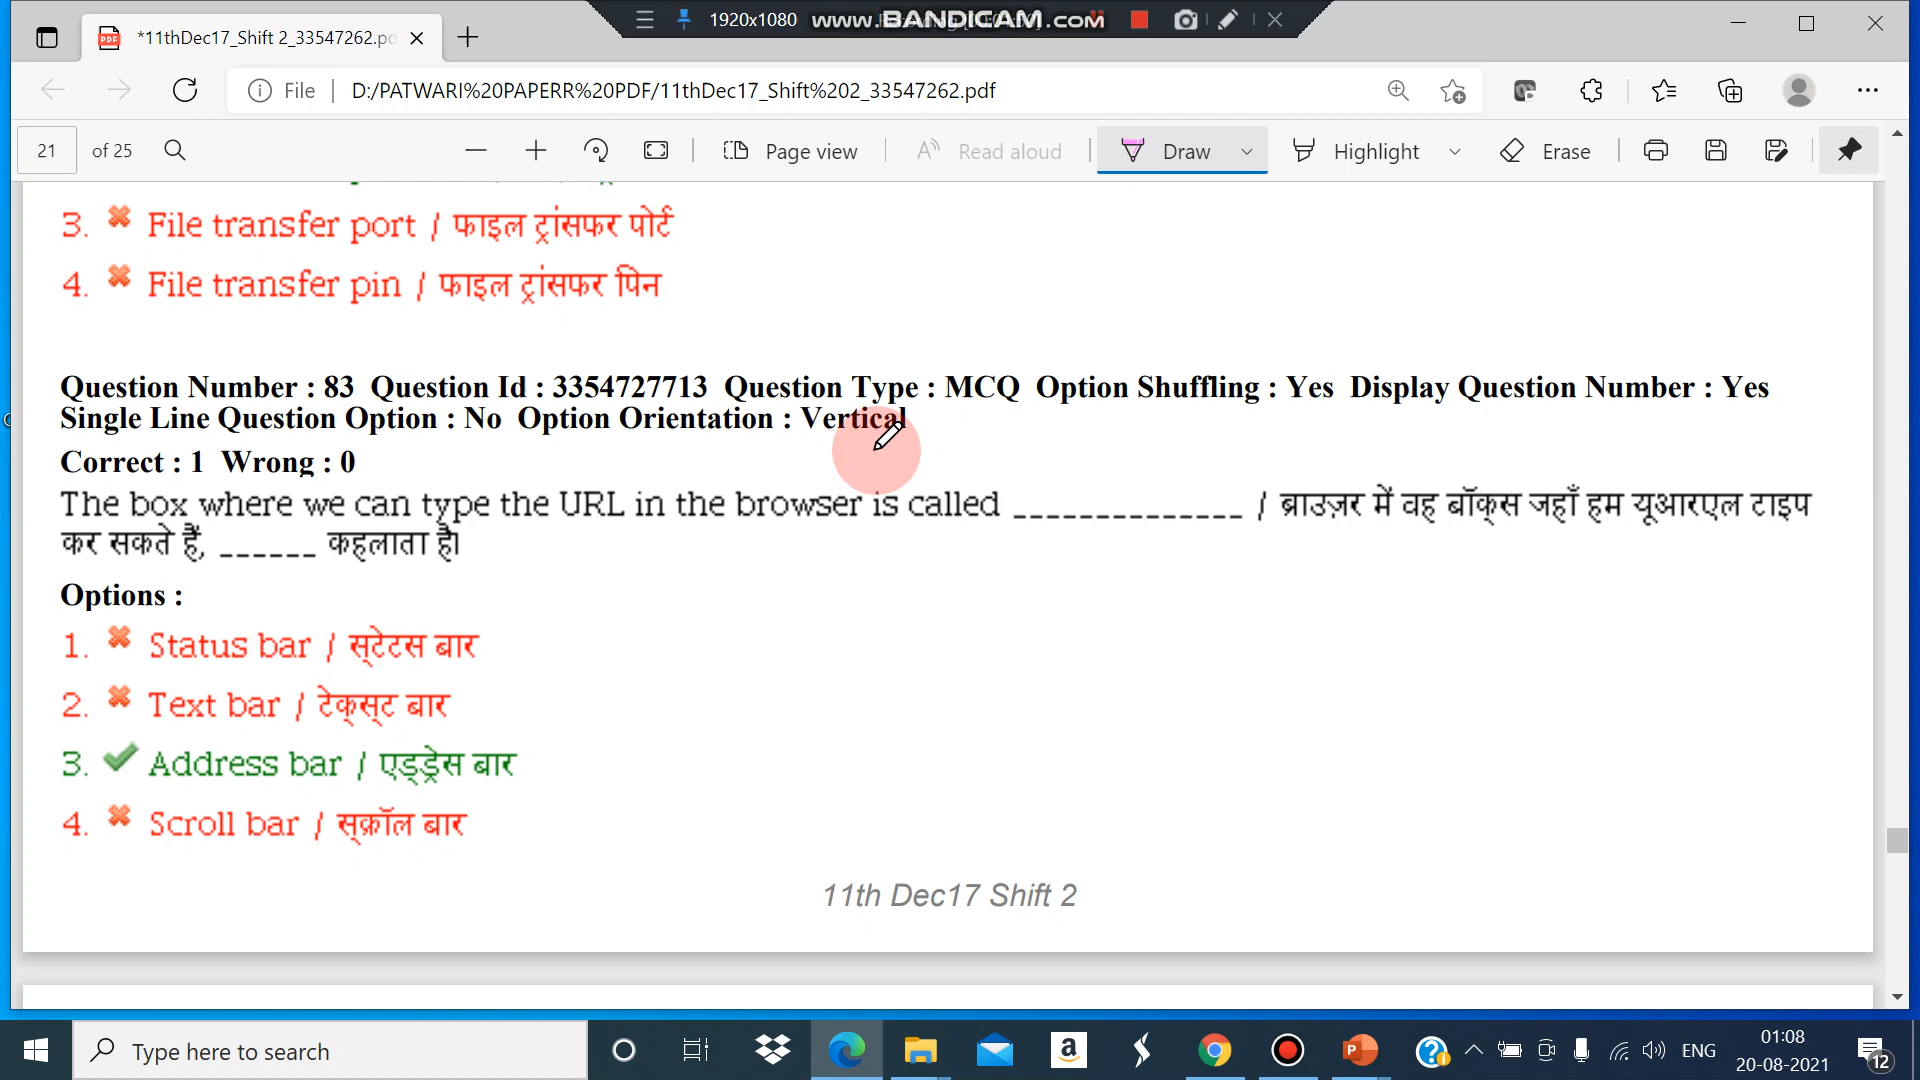 1920x1080 www.BANDICAM.com
*11thDec17_Shift 2_33547262.pd
File D:/PATWARI%20PAPERR%20PDF/11thDec17_Shift%202_33547262.pdf
21 of 25 Page view Read aloud Draw Highlight Erase
3. File transfer port / फाइल ट्रांसफर पोर्ट
4. File transfer pin / फाइल ट्रांसफर पिन
Question Number : 83 Question Id : 3354727713 Question Type : MCQ Option Shuffling : Yes Display Question Number : Yes
Single Line Question Option : No Option Orientation : Vertical
Correct : 1 Wrong : 0
The box where we can type the URL in the browser is called ______________ / ब्राउज़र में वह बॉक्स जहाँ हम यूआरएल टाइप
कर सकते हैं, ______ कहलाता है।
Options :
1. Status bar / स्टेटस बार
2. Text bar / टेक्स्ट बार
3. Address bar / एड्ड्रेस बार
4. Scroll bar / स्क्रॉल बार
11th Dec17 Shift 2
Type here to search
ENG
01:08
20-08-2021
12